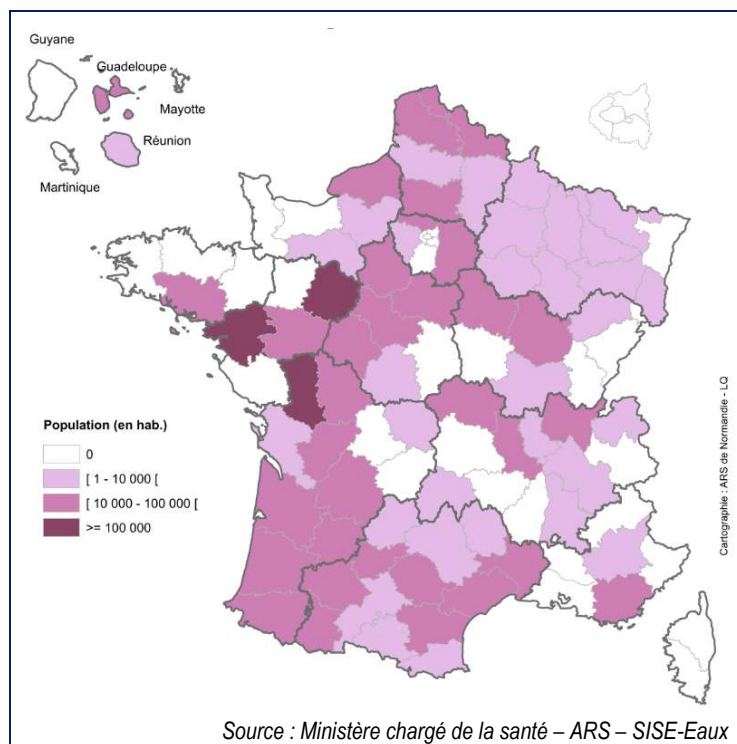 Guyane
Guadeloupe
Mayotte
Réunion
Martinique
Population (en hab.)
0
[ 1 - 10 000 [
[ 10 000 - 100 000 [
>= 100 000
Cartographie : ARS de Normandie - LQ
Source : Ministère chargé de la santé – ARS – SISE-Eaux